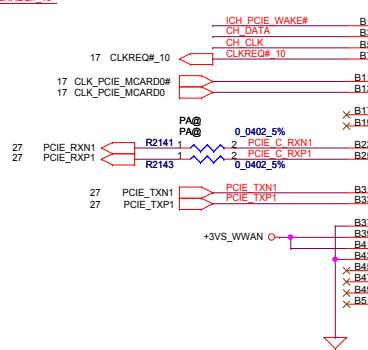 ICH_PCIE_WAKE#
CH_DATA
CH_CLK
17 CLKREQ#_10 CLKREQ#_10
17 CLK_PCIE_MCARD0#
17 CLK_PCIE_MCARD0
PA@
PA@
27 PCIE_RXN1 R2141 1 2 0_0402_5% PCIE_C_RXN1
27 PCIE_RXP1 R2143 1 2 0_0402_5% PCIE_C_RXP1
27 PCIE_TXN1 PCIE_TXN1
27 PCIE_TXP1 PCIE_TXP1
+3VS_WWAN